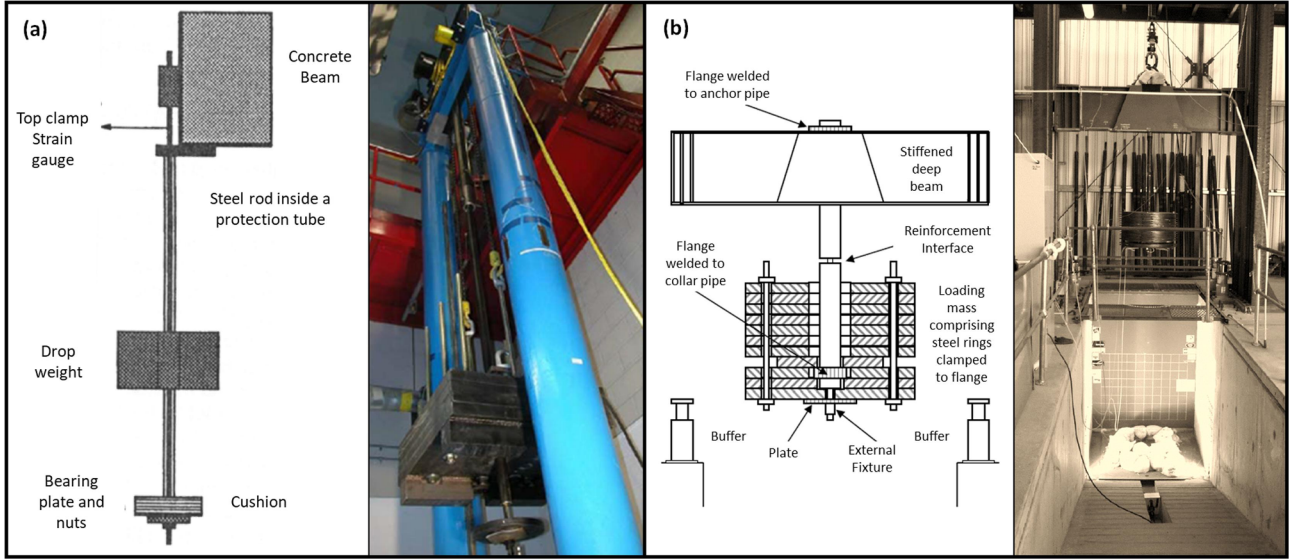 (a)
Concrete
Beam
Top clamp
Strain
gauge
Steel rod inside a
protection tube
Drop
weight
Bearing
plate and
nuts
Cushion
(b)
Flange welded
to anchor pipe
Stiffened
deep
beam
Reinforcement
Interface
Flange
welded to
collar pipe
Loading
mass
comprising
steel rings
clamped
to flange
Buffer
Plate
External
Fixture
Buffer